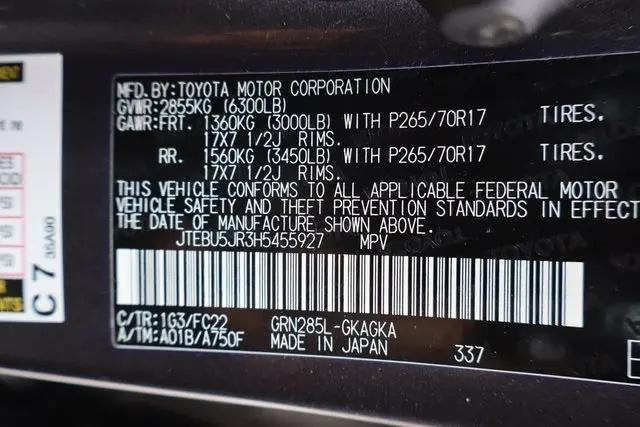 MFD.BY:TOYOTA MOTOR CORPORATION
GVWR:2855KG (6300LB)
GAWR:FRT. 1360KG (3000LB) WITH P265/70R17 TIRES.
17X7 1/2J RIMS.
RR. 1560KG (3450LB) WITH P265/70R17 TIRES.
17X7 1/2J RIMS.
THIS VEHICLE CONFORMS TO ALL APPLICABLE FEDERAL MOTOR
VEHICLE SAFETY AND THEFT PREVENTION STANDARDS IN EFFECT
THE DATE OF MANUFACTURE SHOWN ABOVE.
JTEBU5JR3H5455927 MPV
C/TR:1G3/FC22 GRN285L-GKAGKA
A/TM:A01B/A750F MADE IN JAPAN 337
C 7
35A90